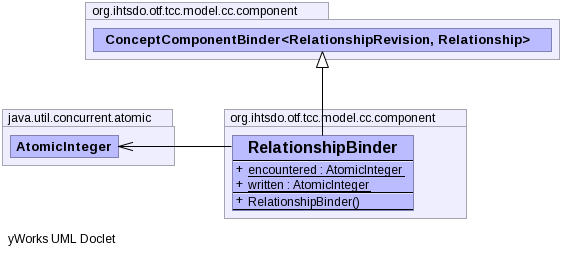 org.ihtsdo.otf.tcc.model.cc.component
ConceptComponentBinder<RelationshipRevision, Relationship>
java.util.concurrent.atomic
AtomicInteger
org.ihtsdo.otf.tcc.model.cc.component
RelationshipBinder
+ encountered : AtomicInteger
+ written : AtomicInteger
+ RelationshipBinder()
yWorks UML Doclet